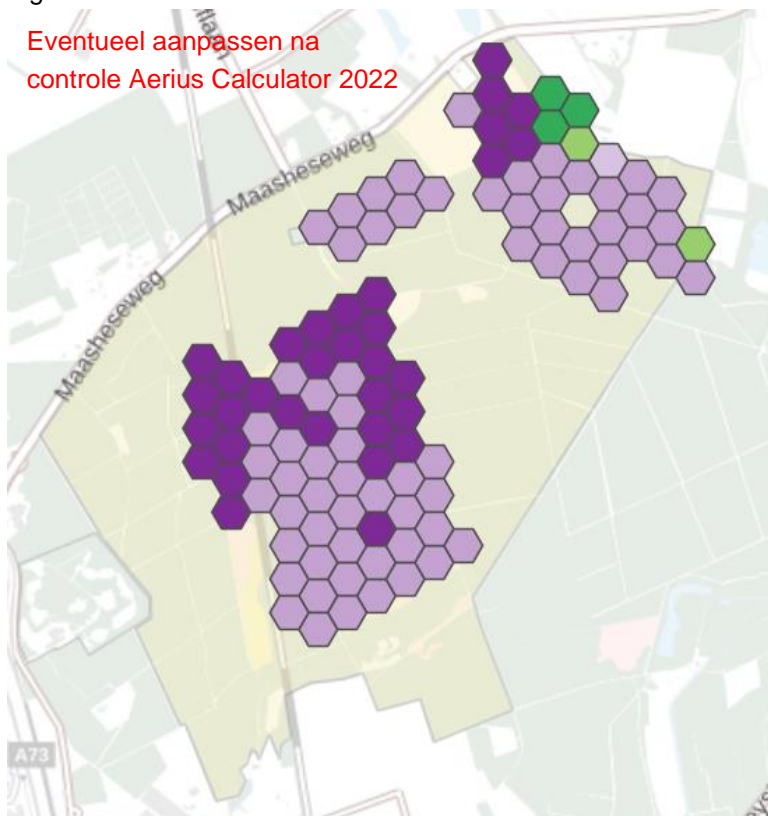 Eventueel aanpassen na
controle Aerius Calculator 2022
Maasheseweg
Maasheseweg
A73